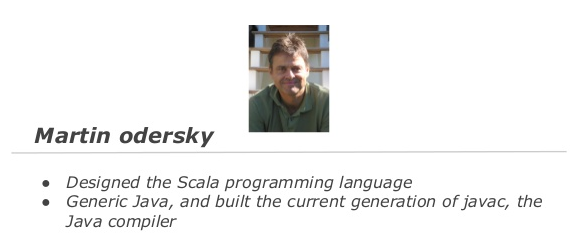 Martin odersky
● Designed the Scala programming language
● Generic Java, and built the current generation of javac, the
Java compiler